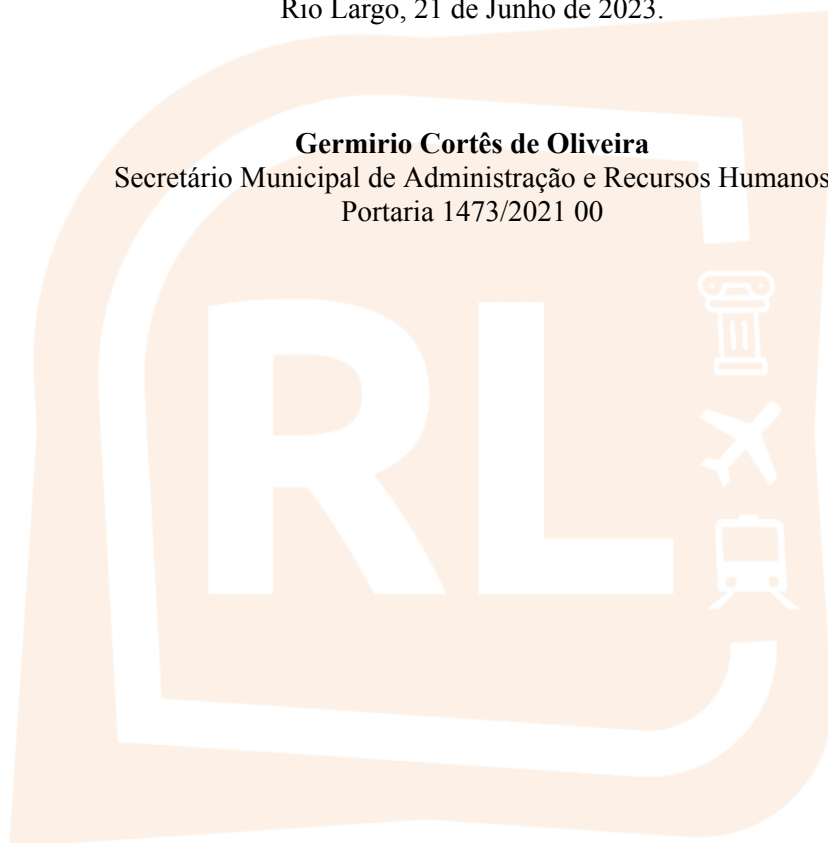 Rio Largo, 21 de Junho de 2023.
Germirio Cortês de Oliveira
Secretário Municipal de Administração e Recursos Humanos
Portaria 1473/2021 00
RL